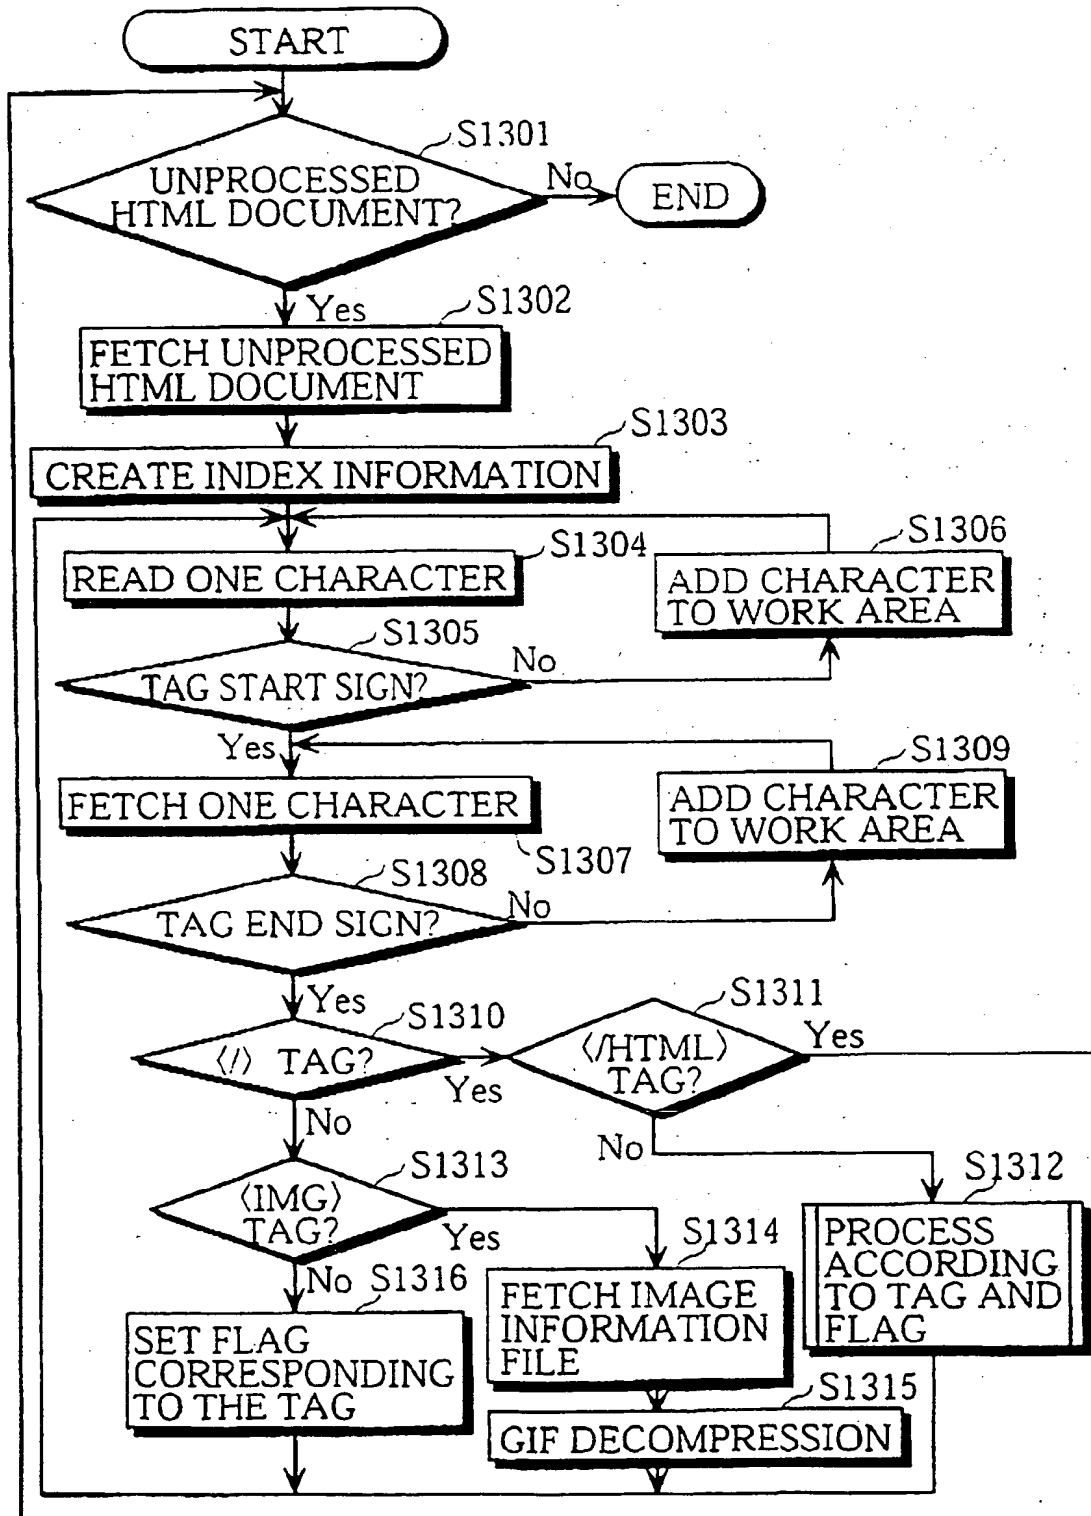 START
S1301
UNPROCESSED
HTML DOCUMENT?
No
END
Yes
S1302
FETCH UNPROCESSED
HTML DOCUMENT
S1303
CREATE INDEX INFORMATION
S1304
READ ONE CHARACTER
S1306
ADD CHARACTER
TO WORK AREA
S1305
TAG START SIGN?
No
Yes
S1309
FETCH ONE CHARACTER
ADD CHARACTER
TO WORK AREA
S1307
S1308
TAG END SIGN?
No
Yes
S1310
⟨/⟩ TAG?
Yes
S1311
⟨/HTML⟩
TAG?
Yes
No
No
S1312
PROCESS
ACCORDING
TO TAG AND
FLAG
S1313
⟨IMG⟩
TAG?
Yes
S1314
FETCH IMAGE
INFORMATION
FILE
No
S1316
SET FLAG
CORRESPONDING
TO THE TAG
S1315
GIF DECOMPRESSION